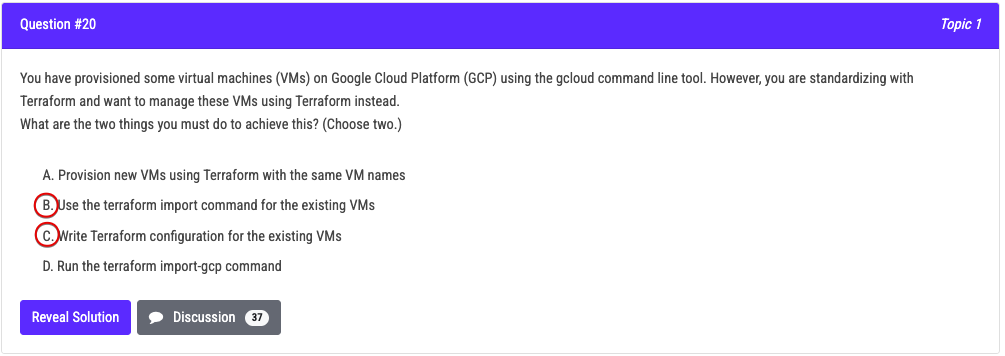 Question #20
Topic 1
You have provisioned some virtual machines (VMs) on Google Cloud Platform (GCP) using the gcloud command line tool. However, you are standardizing with
Terraform and want to manage these VMs using Terraform instead.
What are the two things you must do to achieve this? (Choose two.)
A. Provision new VMs using Terraform with the same VM names
B. Use the terraform import command for the existing VMs
C. Write Terraform configuration for the existing VMs
D. Run the terraform import-gcp command
Reveal Solution
Discussion 37